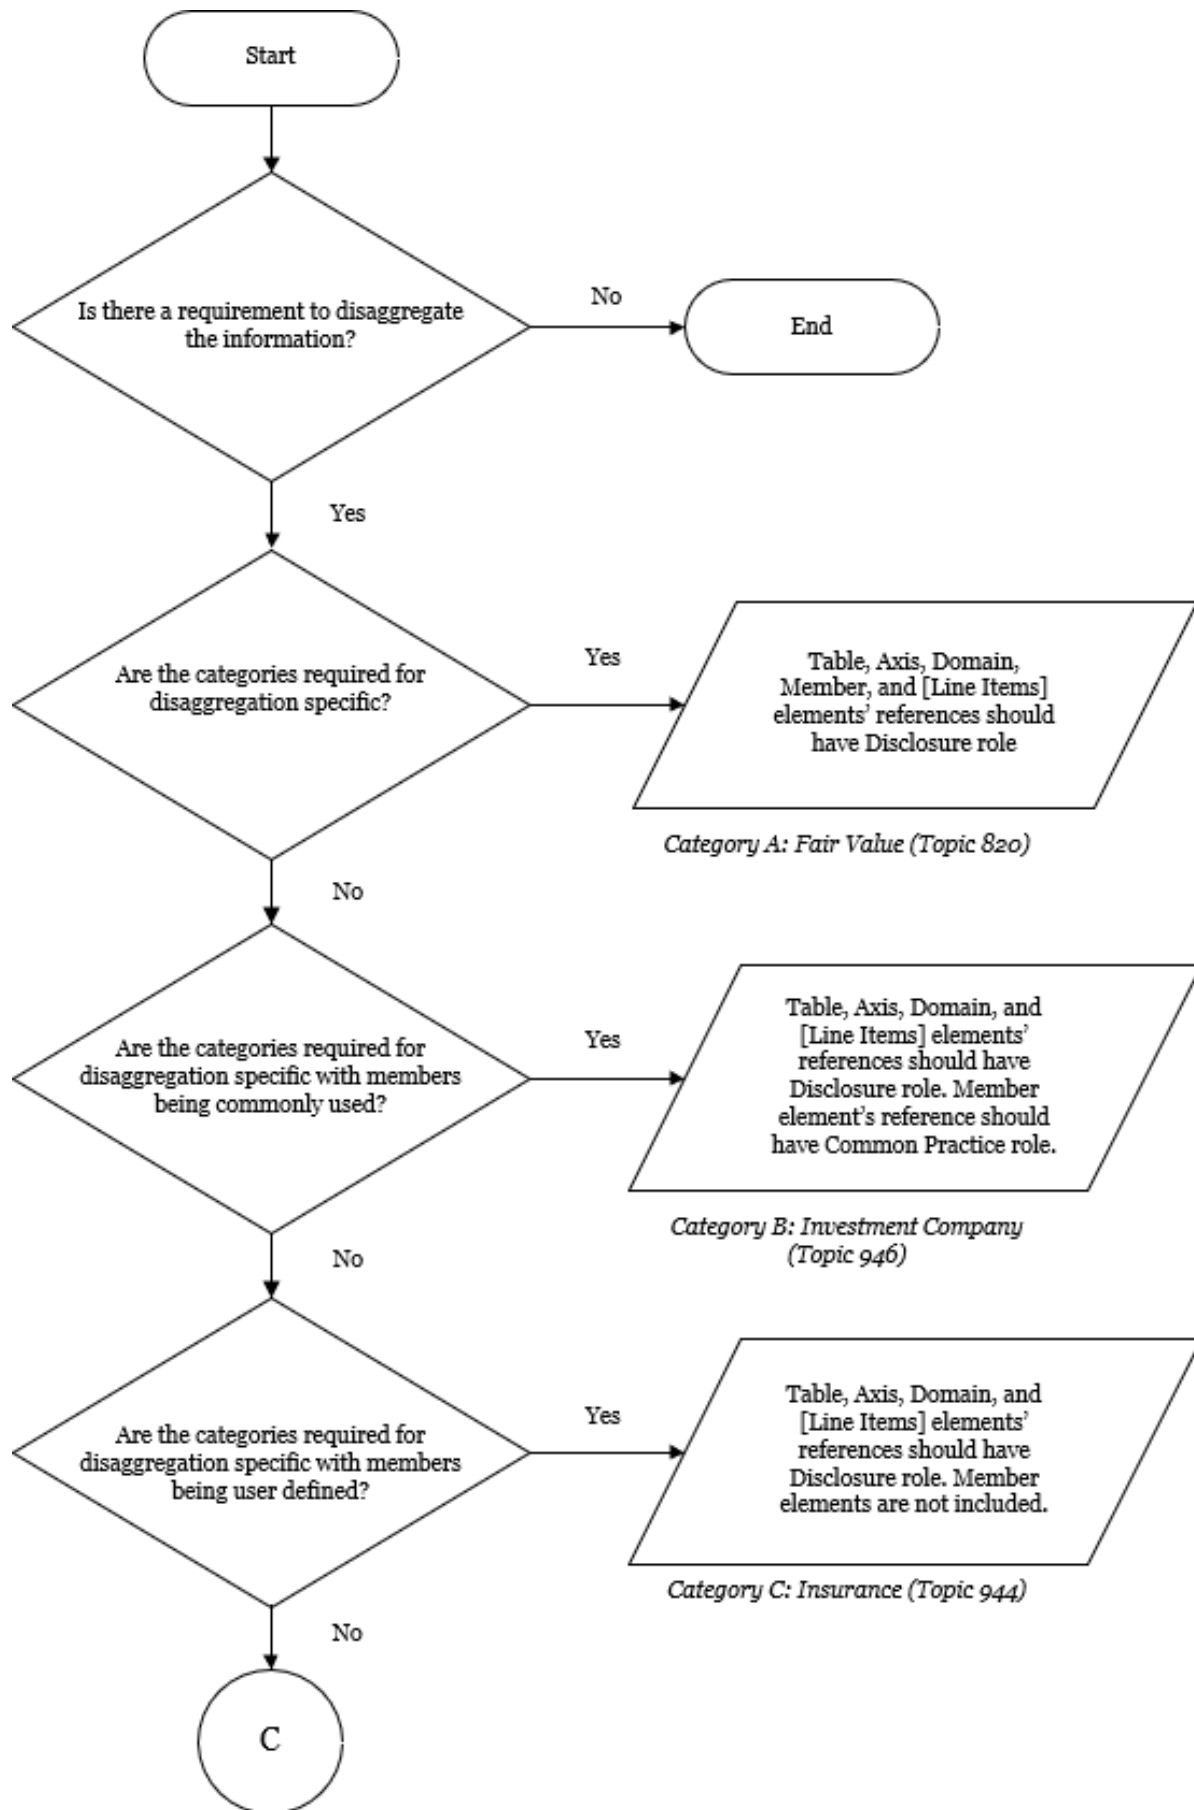 Start
Is there a requirement to disaggregate
the information?
No
End
Yes
Are the categories required for
disaggregation specific?
Yes
Table, Axis, Domain,
Member, and [Line Items]
elements’ references should
have Disclosure role
Category A: Fair Value (Topic 820)
No
Are the categories required for
disaggregation specific with members
being commonly used?
Yes
Table, Axis, Domain, and
[Line Items] elements’
references should have
Disclosure role. Member
element’s reference should
have Common Practice role.
Category B: Investment Company
(Topic 946)
No
Are the categories required for
disaggregation specific with members
being user defined?
Yes
Table, Axis, Domain, and
[Line Items] elements’
references should have
Disclosure role. Member
elements are not included.
Category C: Insurance (Topic 944)
No
C